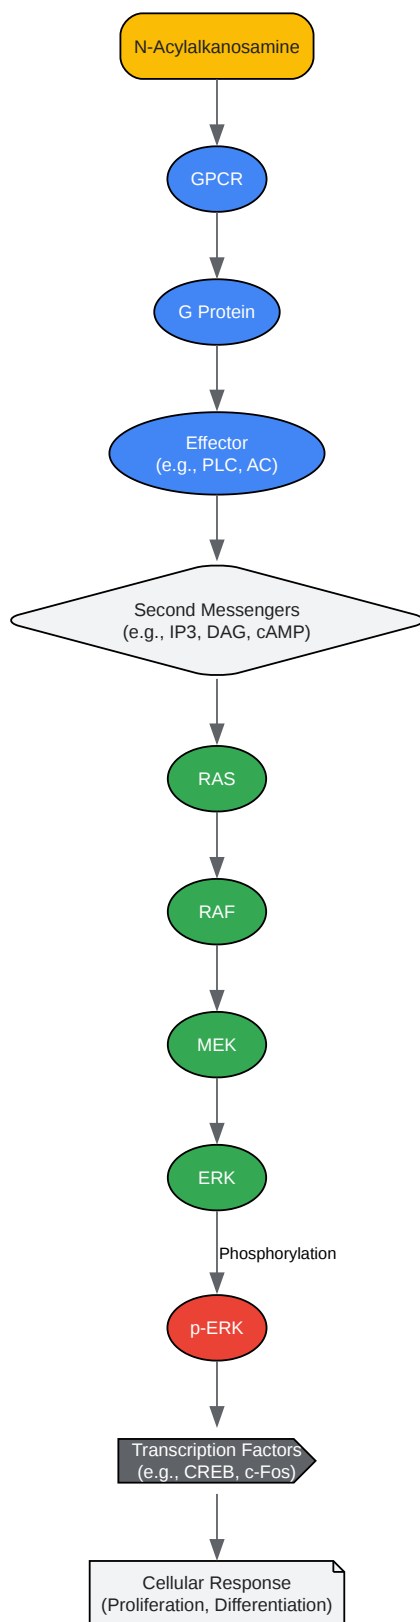 N-Acylalkanosamine
GPCR
G Protein
Effector
(e.g., PLC, AC)
Second Messengers
(e.g., IP3, DAG, cAMP)
RAS
RAF
MEK
ERK
Phosphorylation
p-ERK
Transcription Factors
(e.g., CREB, c-Fos)
Cellular Response
(Proliferation, Differentiation)